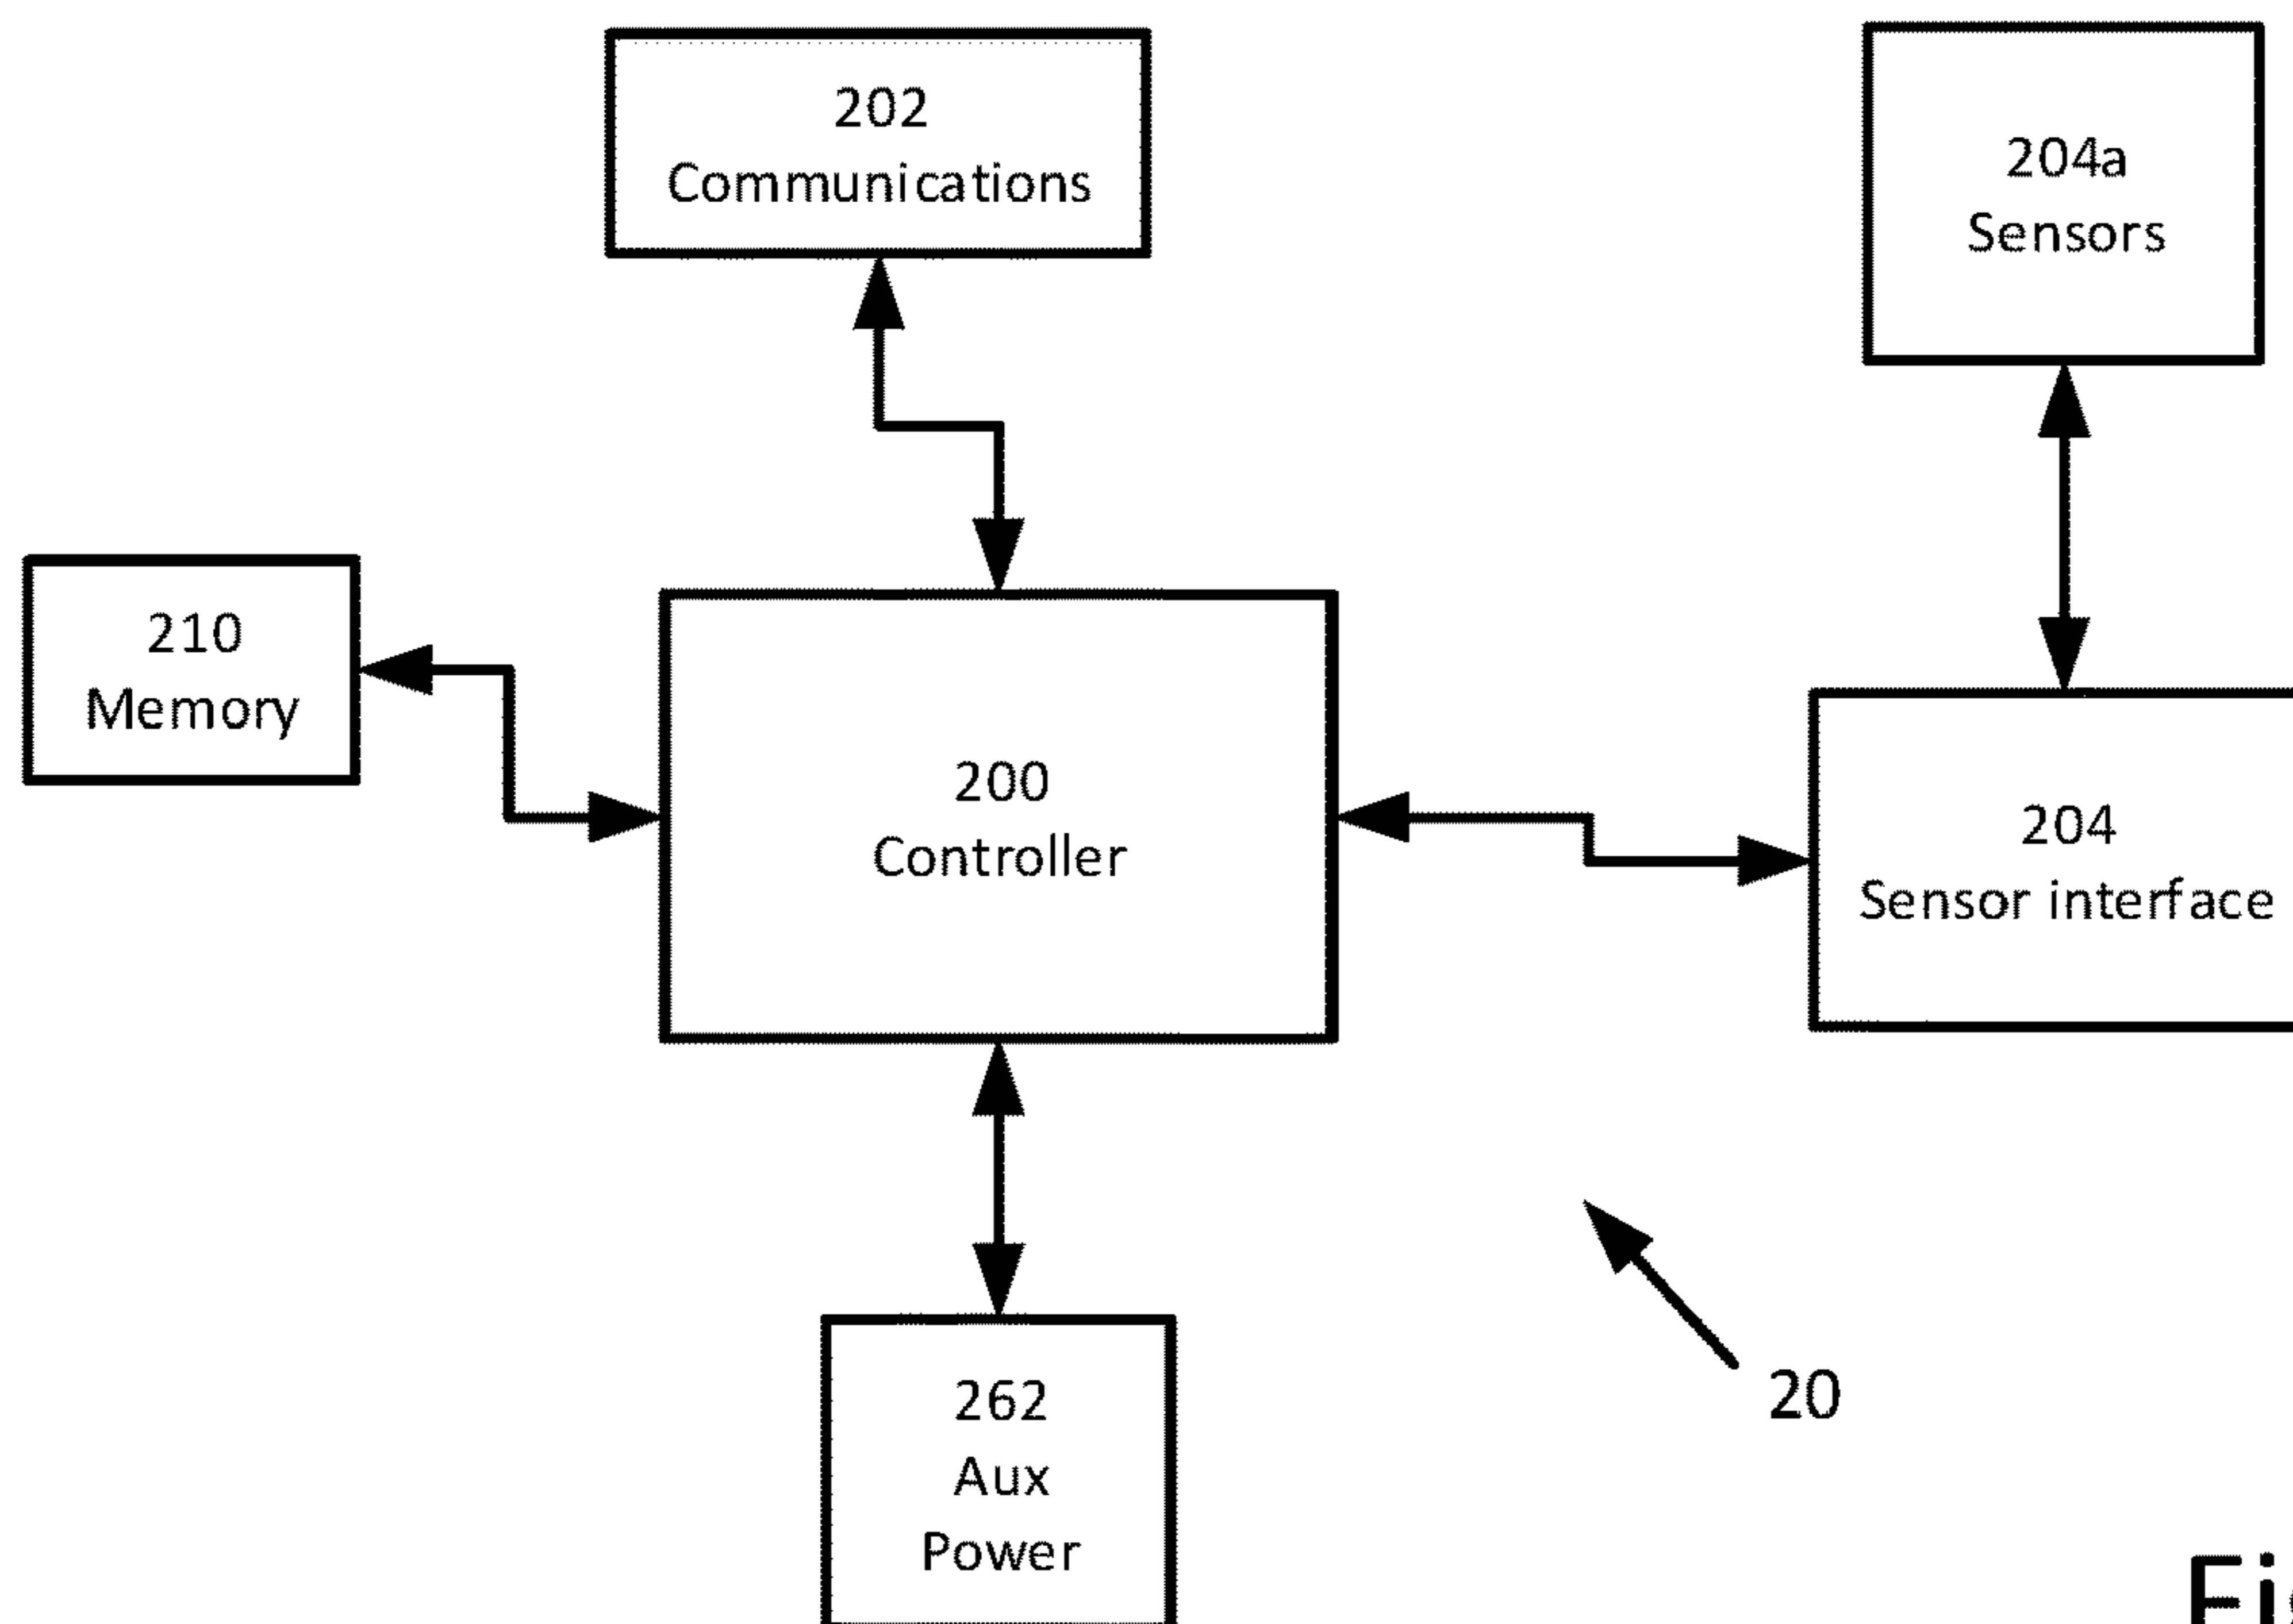 202
Communications
204a
Sensors
210
Memory
200
Controller
204
Sensor interface
262
Aux
Power
20